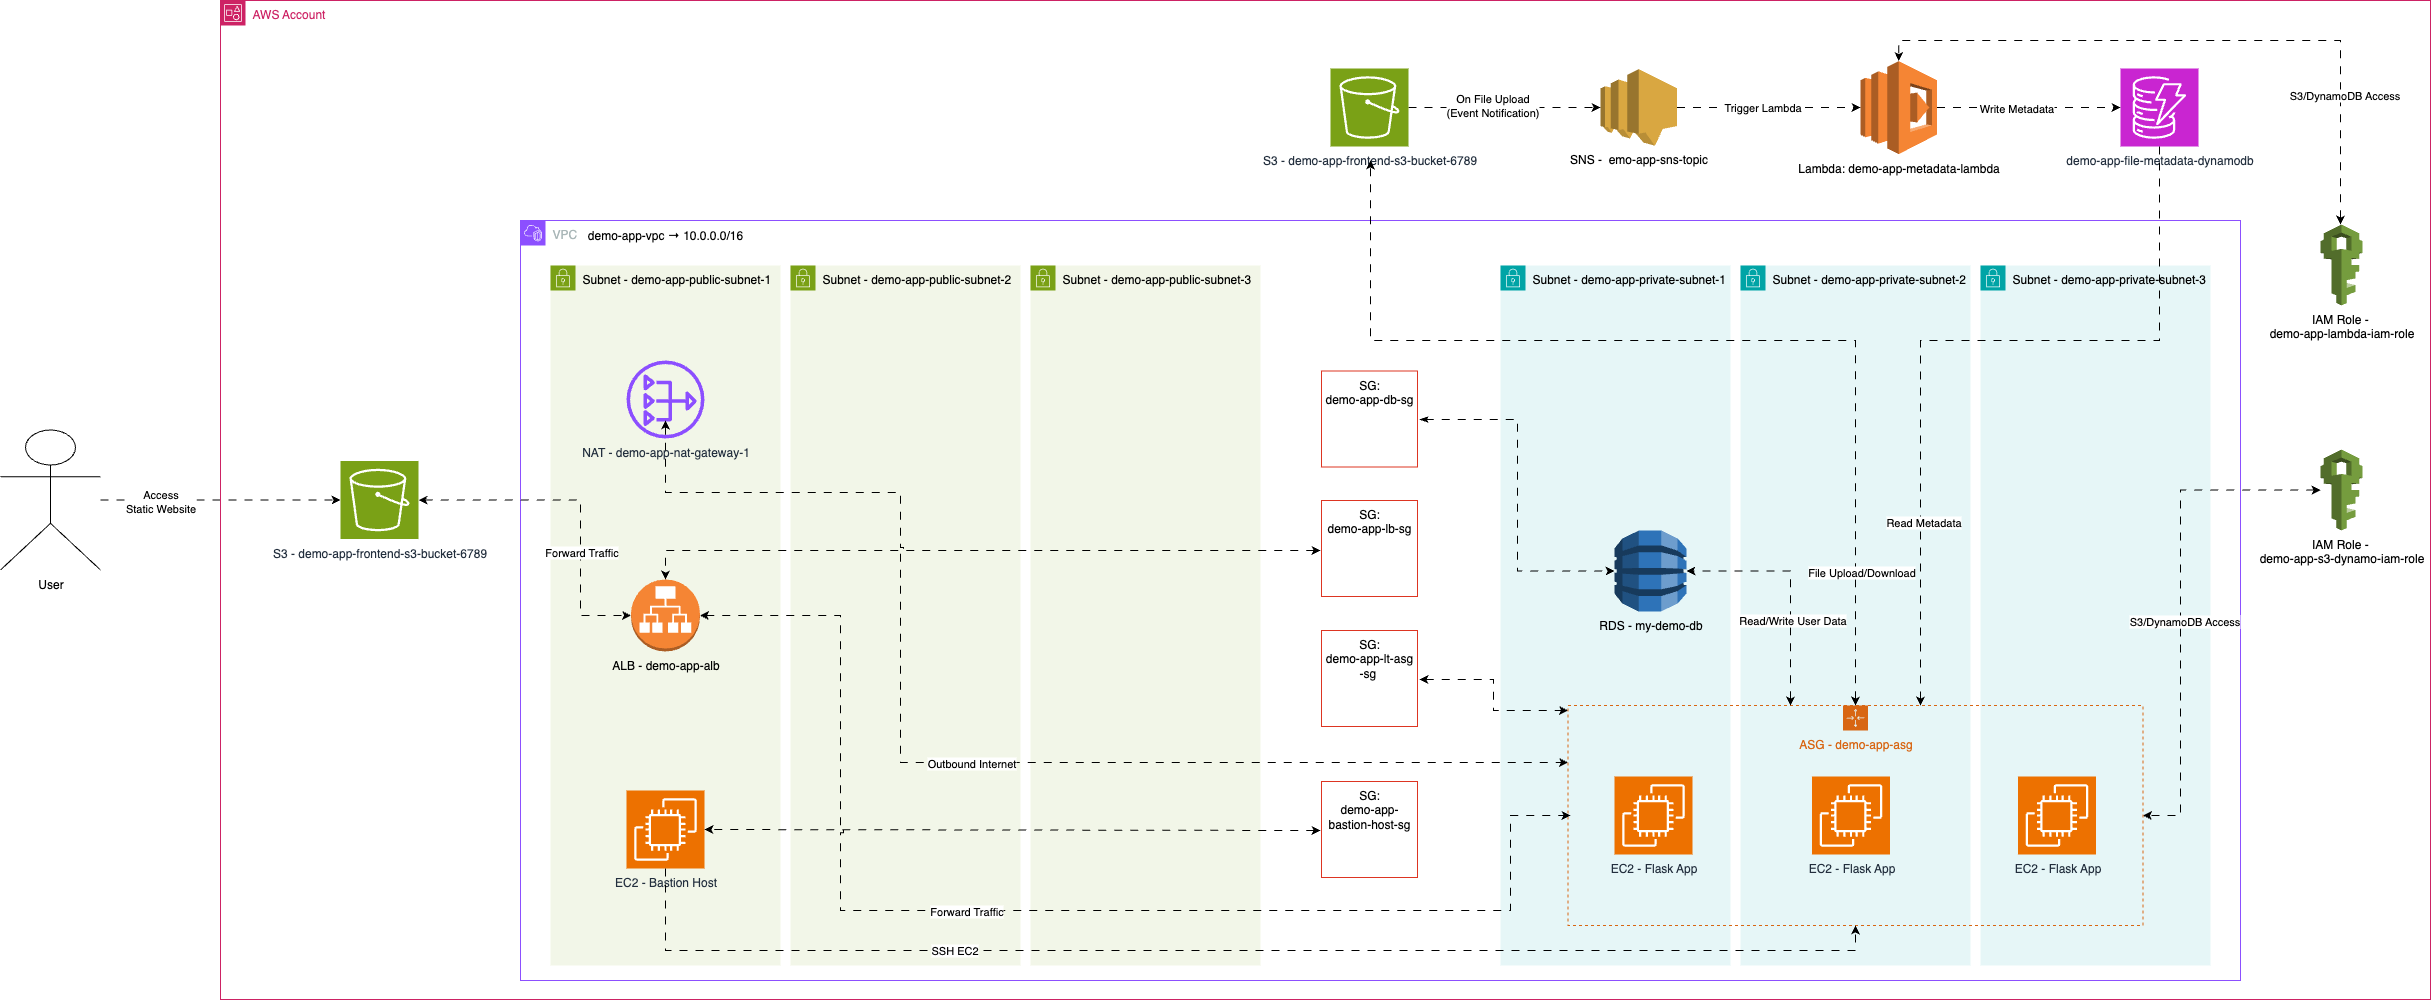 AWS Account
On File Upload
(Event Notification)
Trigger Lambda
Write Metadata
S3/DynamoDB Access
S3 - demo-app-frontend-s3-bucket-6789
SNS -  emo-app-sns-topic
Lambda: demo-app-metadata-lambda
demo-app-file-metadata-dynamodb
VPC
demo-app-vpc → 10.0.0.0/16
Subnet - demo-app-public-subnet-1
Subnet - demo-app-public-subnet-2
Subnet - demo-app-public-subnet-3
Subnet - demo-app-private-subnet-1
Subnet - demo-app-private-subnet-2
Subnet - demo-app-private-subnet-3
IAM Role -
demo-app-lambda-iam-role
SG:
demo-app-db-sg
NAT - demo-app-nat-gateway-1
Access
Static Website
S3 - demo-app-frontend-s3-bucket-6789
Forward Traffic
User
SG:
demo-app-lb-sg
Read Metadata
IAM Role -
demo-app-s3-dynamo-iam-role
File Upload/Download
RDS - my-demo-db
Read/Write User Data
S3/DynamoDB Access
ALB - demo-app-alb
SG:
demo-app-lt-asg
-sg
ASG - demo-app-asg
Outbound Internet
SG:
demo-app-
bastion-host-sg
EC2 - Bastion Host
EC2 - Flask App
EC2 - Flask App
EC2 - Flask App
Forward Traffic
SSH EC2